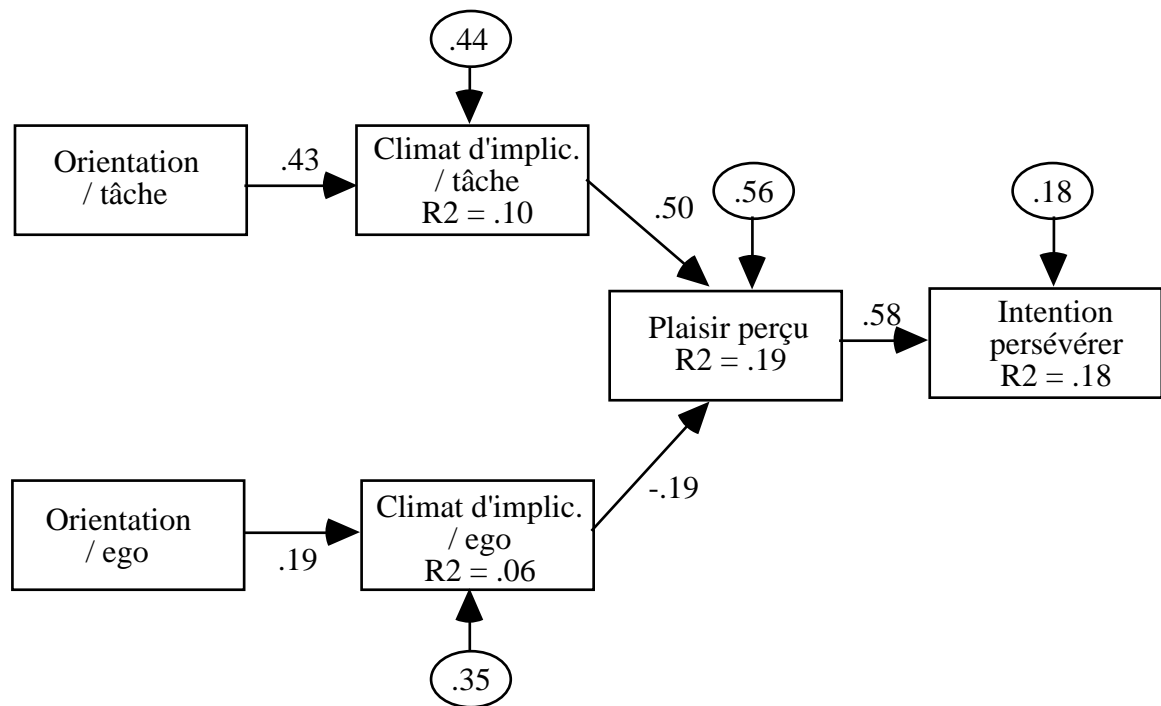 .44
Orientation
/ tâche
.43
Climat d'implic.
/ tâche
R2 = .10
.50
.56
.18
Plaisir perçu
R2 = .19
.58
Intention
persévérer
R2 = .18
Orientation
/ ego
.19
Climat d'implic.
/ ego
R2 = .06
-.19
.35